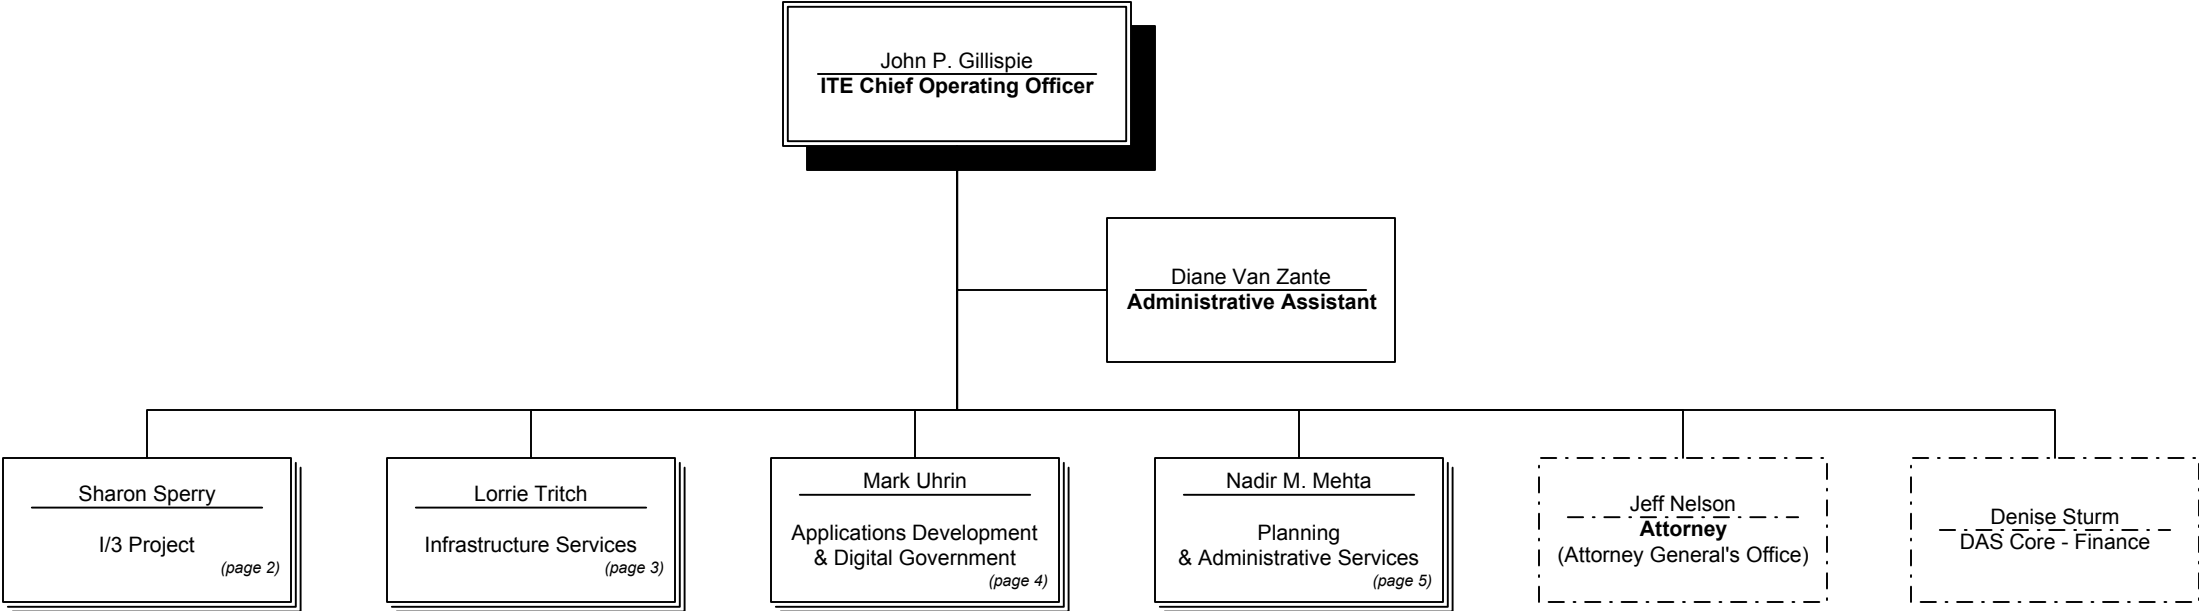 John P. Gillispie
ITE Chief Operating Officer
Diane Van Zante
Administrative Assistant
Sharon Sperry
I/3 Project
(page 2)
Lorrie Tritch
Infrastructure Services
(page 3)
Mark Uhrin
Applications Development
& Digital Government
(page 4)
Nadir M. Mehta
Planning
& Administrative Services
(page 5)
Jeff Nelson
Attorney
(Attorney General's Office)
Denise Sturm
DAS Core - Finance